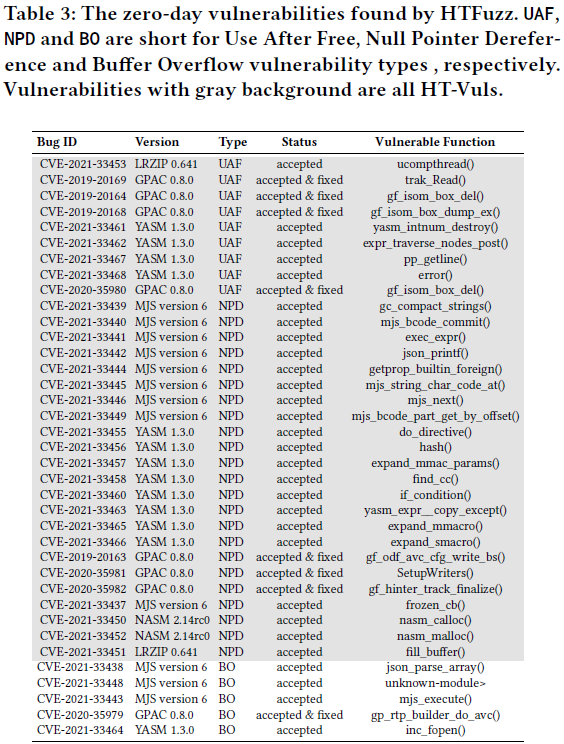 Table 3: The zero-day vulnerabilities found by HTFuzz. UAF,
NPD and BO are short for Use After Free, Null Pointer Derefer-
ence and Buffer Overflow vulnerability types , respectively.
Vulnerabilities with gray background are all HT-Vuls.
Bug ID Version Type Status Vulnerable Function
CVE-2021-33453 LRZIP 0.641 UAF accepted ucompthread()
CVE-2019-20169 GPAC 0.8.0 UAF accepted & fixed trak_Read()
CVE-2019-20164 GPAC 0.8.0 UAF accepted & fixed gf_isom_box_del()
CVE-2019-20168 GPAC 0.8.0 UAF accepted & fixed gf_isom_box_dump_ex()
CVE-2021-33461 YASM 1.3.0 UAF accepted yasm_intnum_destroy()
CVE-2021-33462 YASM 1.3.0 UAF accepted expr_traverse_nodes_post()
CVE-2021-33467 YASM 1.3.0 UAF accepted pp_getline()
CVE-2021-33468 YASM 1.3.0 UAF accepted error()
CVE-2020-35980 GPAC 0.8.0 UAF accepted & fixed gf_isom_box_del()
CVE-2021-33439 MJS version 6 NPD accepted gc_compact_strings()
CVE-2021-33440 MJS version 6 NPD accepted mjs_bcode_commit()
CVE-2021-33441 MJS version 6 NPD accepted exec_expr()
CVE-2021-33442 MJS version 6 NPD accepted json_printf()
CVE-2021-33444 MJS version 6 NPD accepted getprop_builtin_foreign()
CVE-2021-33445 MJS version 6 NPD accepted mjs_string_char_code_at()
CVE-2021-33446 MJS version 6 NPD accepted mjs_next()
CVE-2021-33449 MJS version 6 NPD accepted mjs_bcode_part_get_by_offset()
CVE-2021-33455 YASM 1.3.0 NPD accepted do_directive()
CVE-2021-33456 YASM 1.3.0 NPD accepted hash()
CVE-2021-33457 YASM 1.3.0 NPD accepted expand_mmac_params()
CVE-2021-33458 YASM 1.3.0 NPD accepted find_cc()
CVE-2021-33460 YASM 1.3.0 NPD accepted if_condition()
CVE-2021-33463 YASM 1.3.0 NPD accepted yasm_expr__copy_except()
CVE-2021-33465 YASM 1.3.0 NPD accepted expand_mmacro()
CVE-2021-33466 YASM 1.3.0 NPD accepted expand_smacro()
CVE-2019-20163 GPAC 0.8.0 NPD accepted & fixed gf_odf_avc_cfg_write_bs()
CVE-2020-35981 GPAC 0.8.0 NPD accepted & fixed SetupWriters()
CVE-2020-35982 GPAC 0.8.0 NPD accepted & fixed gf_hinter_track_finalize()
CVE-2021-33437 MJS version 6 NPD accepted frozen_cb()
CVE-2021-33450 NASM 2.14rc0 NPD accepted nasm_calloc()
CVE-2021-33452 NASM 2.14rc0 NPD accepted nasm_malloc()
CVE-2021-33451 LRZIP 0.641 NPD accepted fill_buffer()
CVE-2021-33438 MJS version 6 BO accepted json_parse_array()
CVE-2021-33448 MJS version 6 BO accepted unknown-module>
CVE-2021-33443 MJS version 6 BO accepted mjs_execute()
CVE-2020-35979 GPAC 0.8.0 BO accepted & fixed gp_rtp_builder_do_avc()
CVE-2021-33464 YASM 1.3.0 BO accepted inc_fopen()